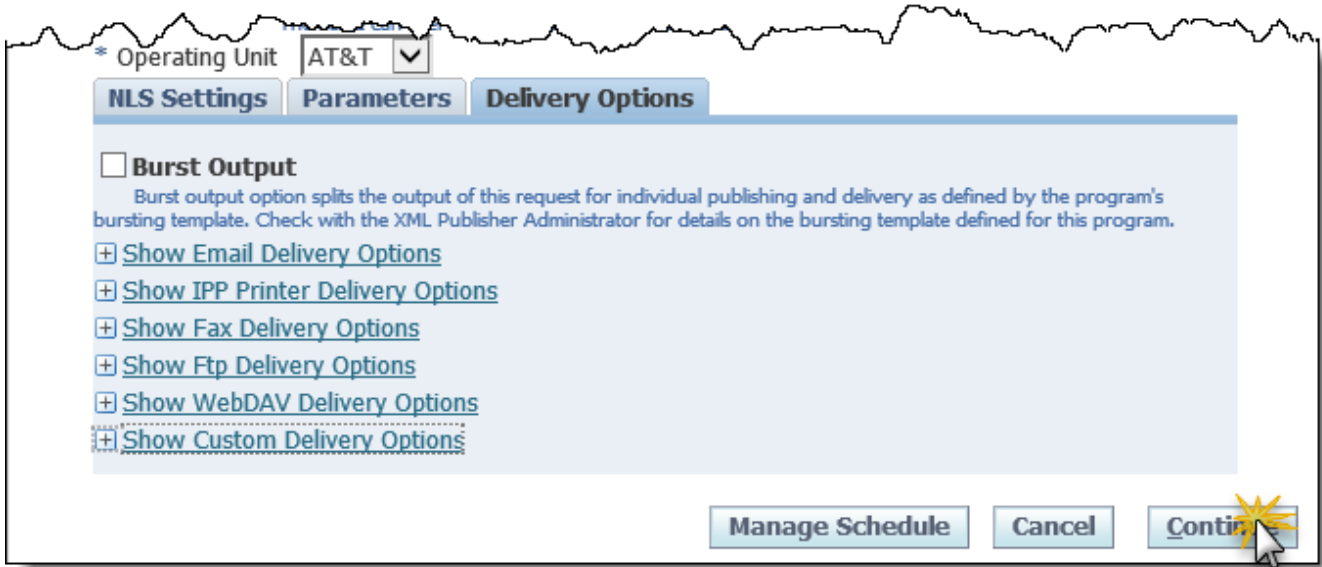 * Operating Unit AT&T
NLS Settings Parameters Delivery Options
Burst Output
Burst output option splits the output of this request for individual publishing and delivery as defined by the program's
bursting template. Check with the XML Publisher Administrator for details on the bursting template defined for this program.
Show Email Delivery Options
Show IPP Printer Delivery Options
Show Fax Delivery Options
Show Ftp Delivery Options
Show WebDAV Delivery Options
Show Custom Delivery Options
Manage Schedule Cancel Continue